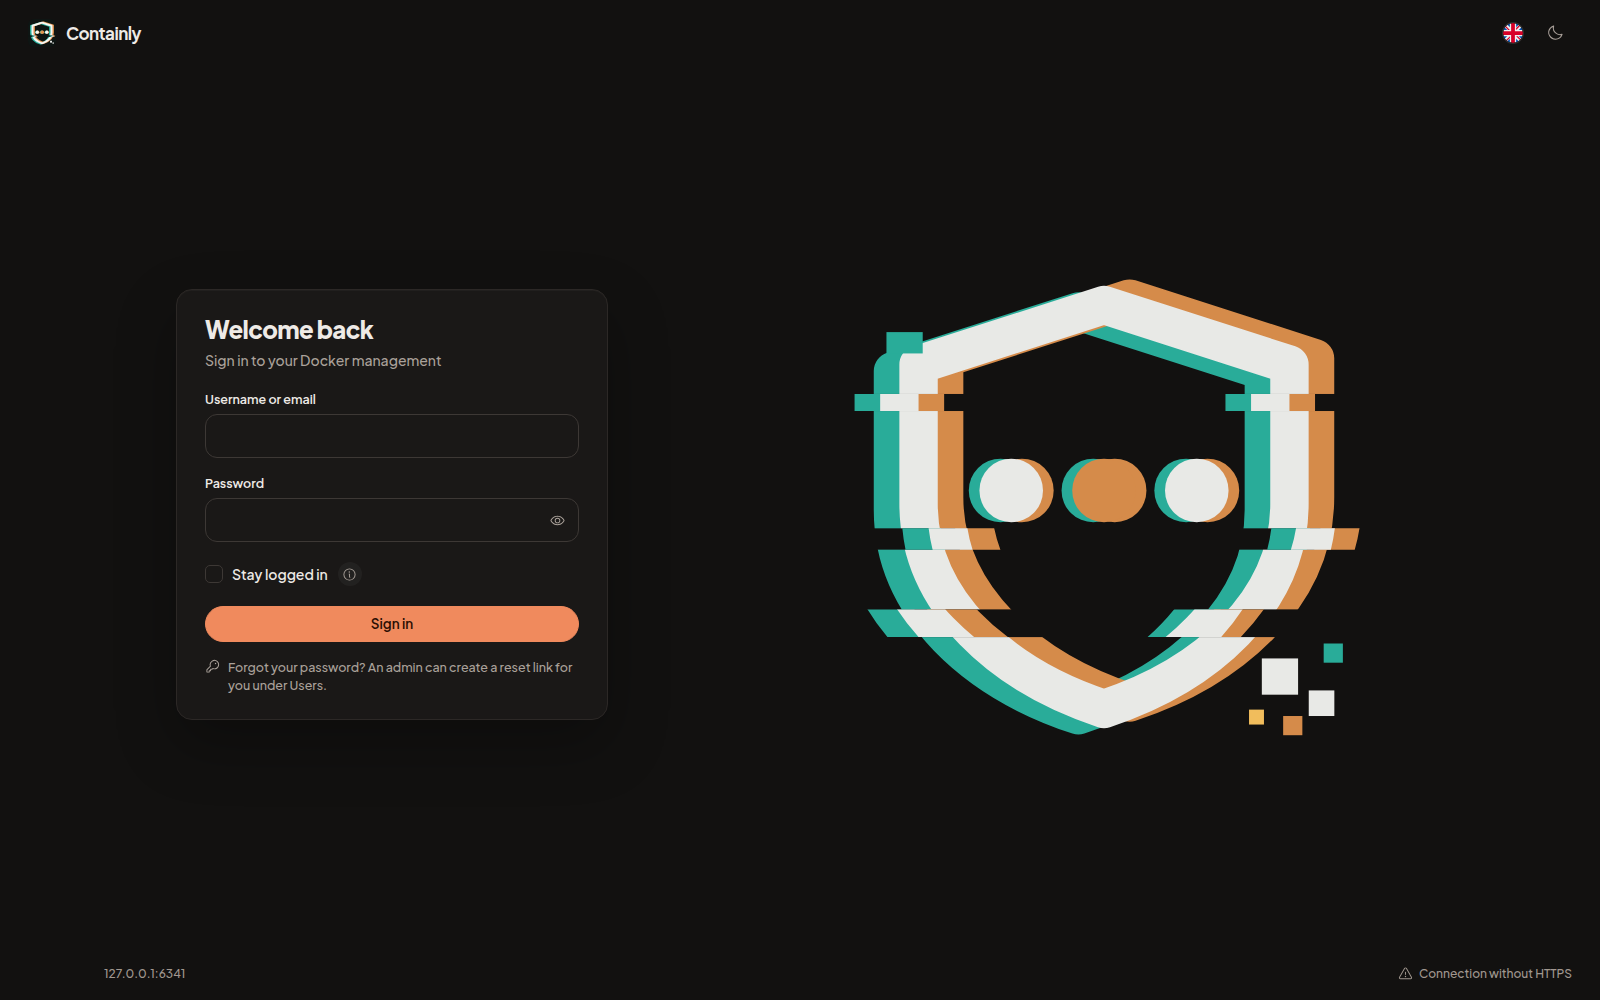 Containly
Welcome back
Sign in to your Docker management
Username or email
Password
Stay logged in
Sign in
Forgot your password? An admin can create a reset link for
you under Users.
127.0.0.1:6341
Connection without HTTPS